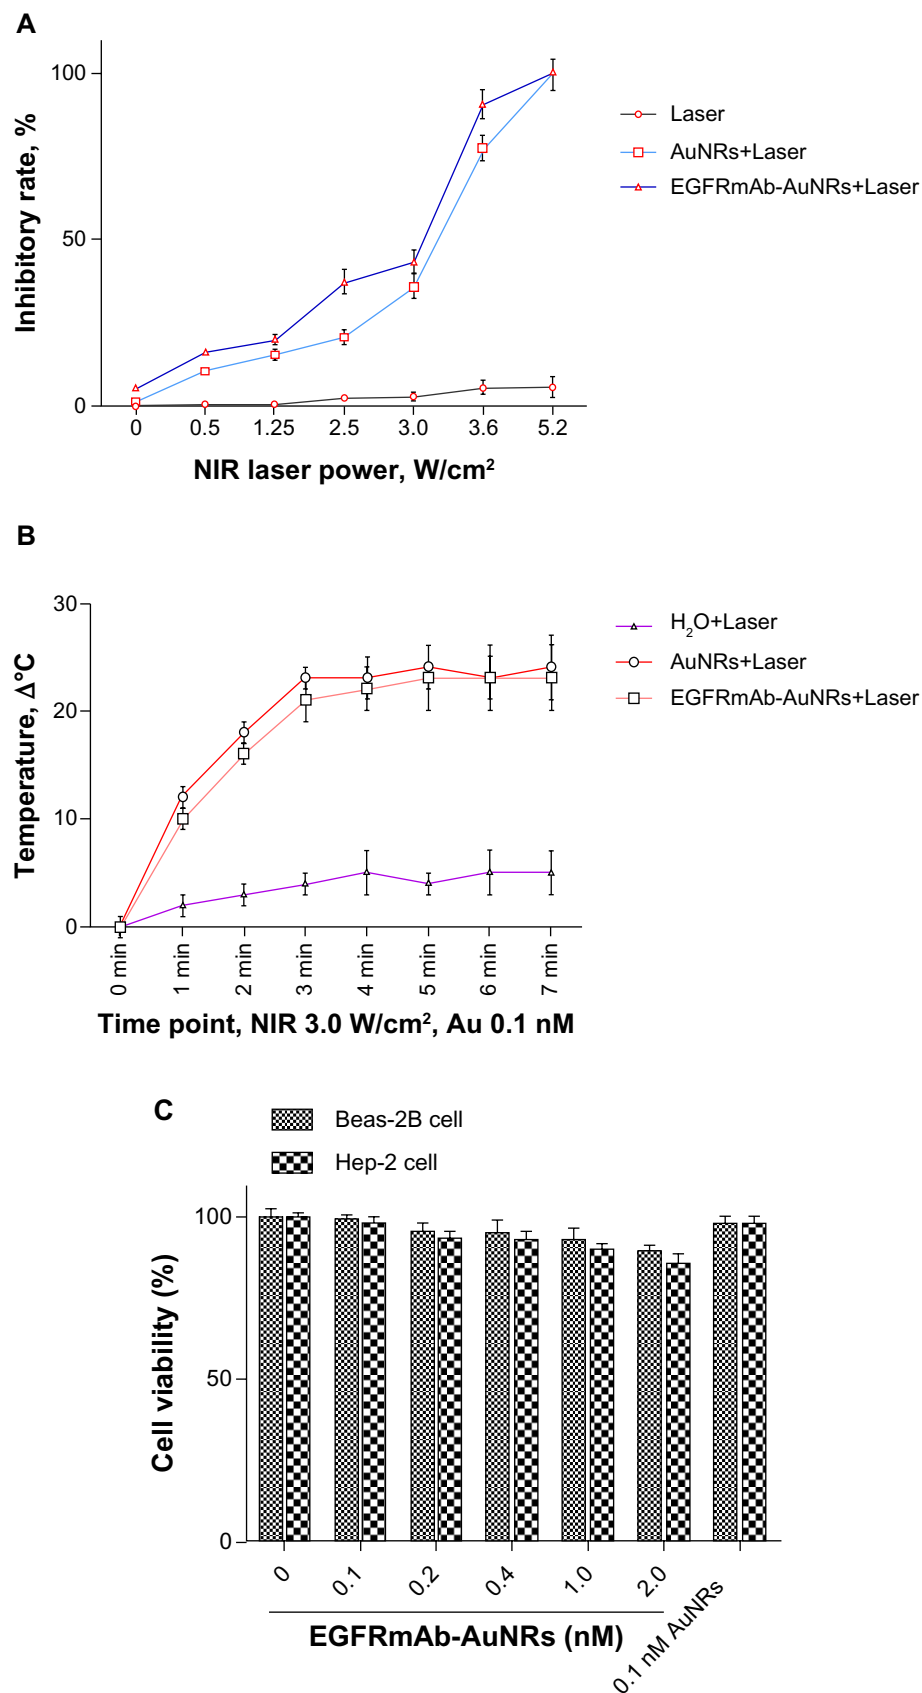 A
Inhibitory rate, %
100
50
0
0 0.5 1.25 2.5 3.0 3.6 5.2
NIR laser power, W/cm²
Laser
AuNRs+Laser
EGFRmAb-AuNRs+Laser
B
Temperature, Δ°C
30
20
10
0
0 min 1 min 2 min 3 min 4 min 5 min 6 min 7 min
Time point, NIR 3.0 W/cm², Au 0.1 nM
H₂O+Laser
AuNRs+Laser
EGFRmAb-AuNRs+Laser
C
Beas-2B cell
Hep-2 cell
Cell viability (%)
100
50
0
0 0.1 0.2 0.4 1.0 2.0 0.1 nM AuNRs
EGFRmAb-AuNRs (nM)